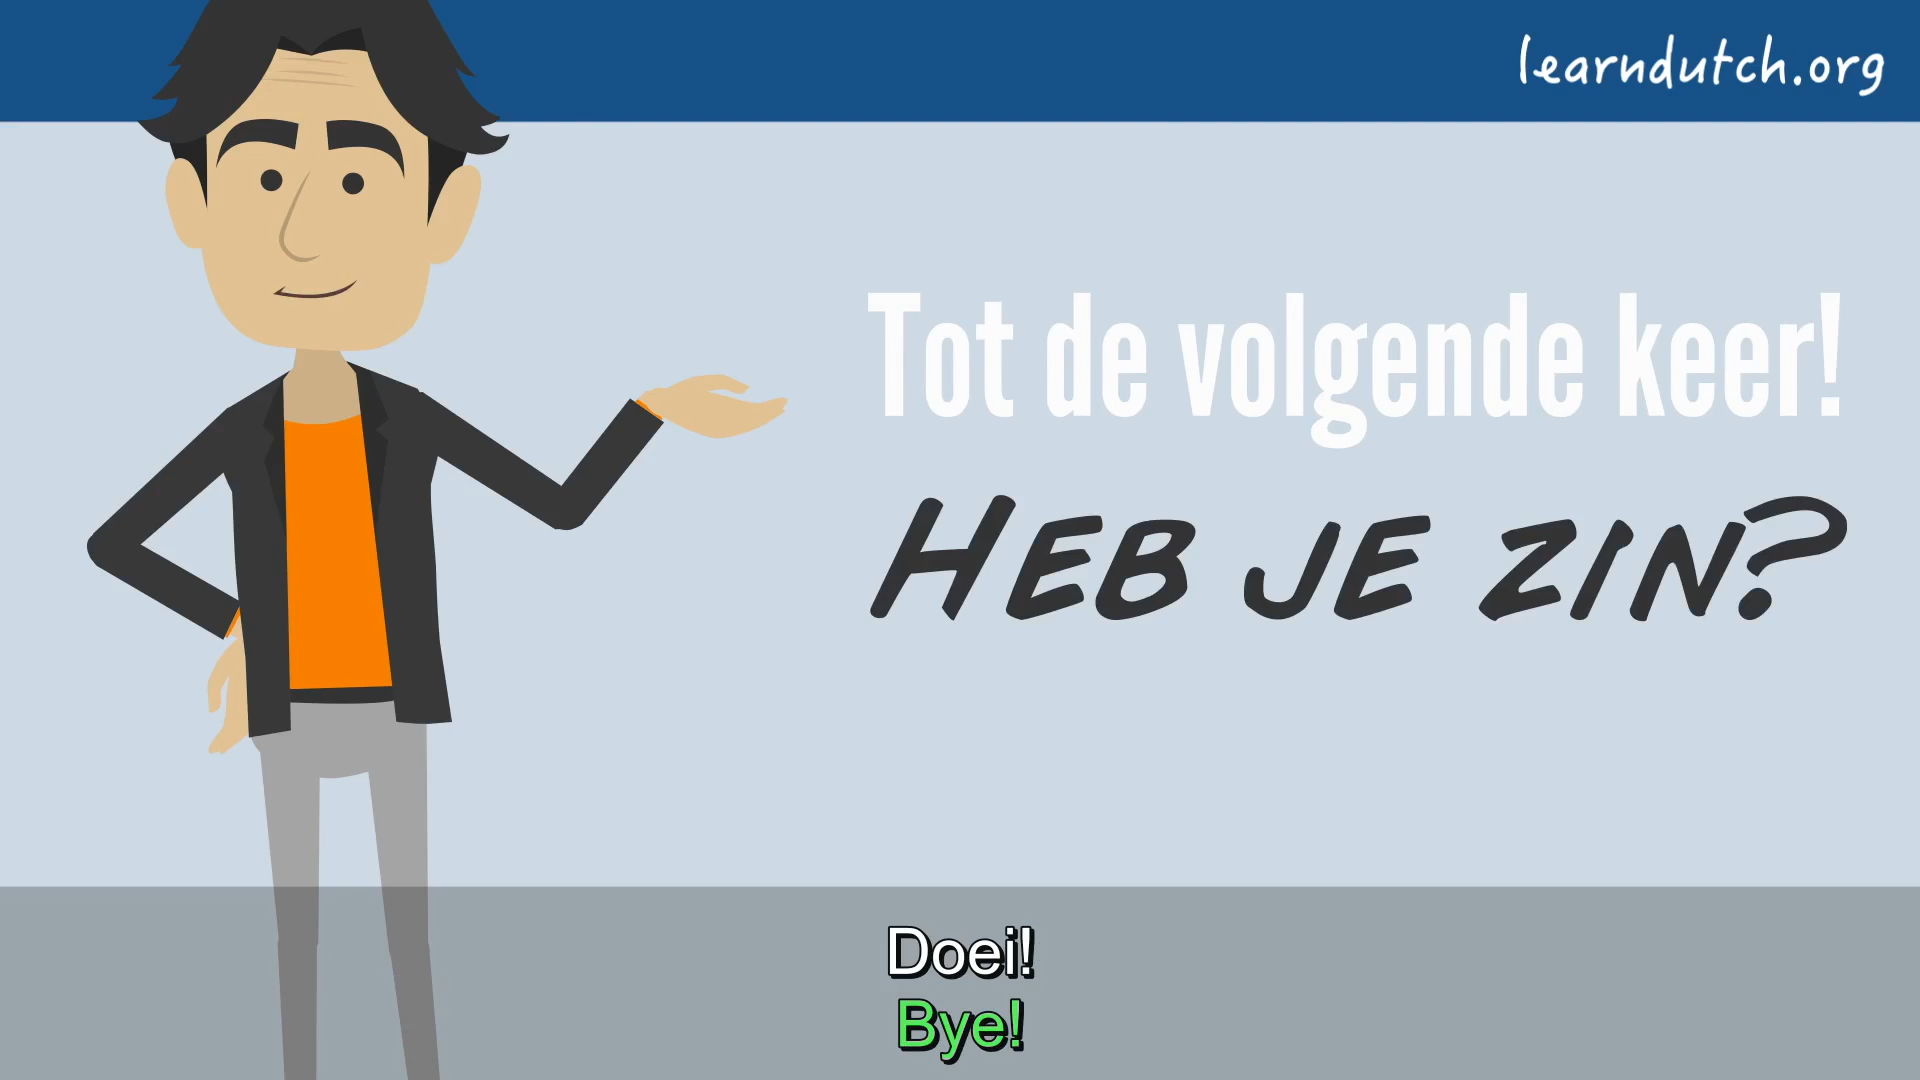 learndutch.org
Tot de volgende keer!
HEB JE ZIN?
Doei!
Bye!